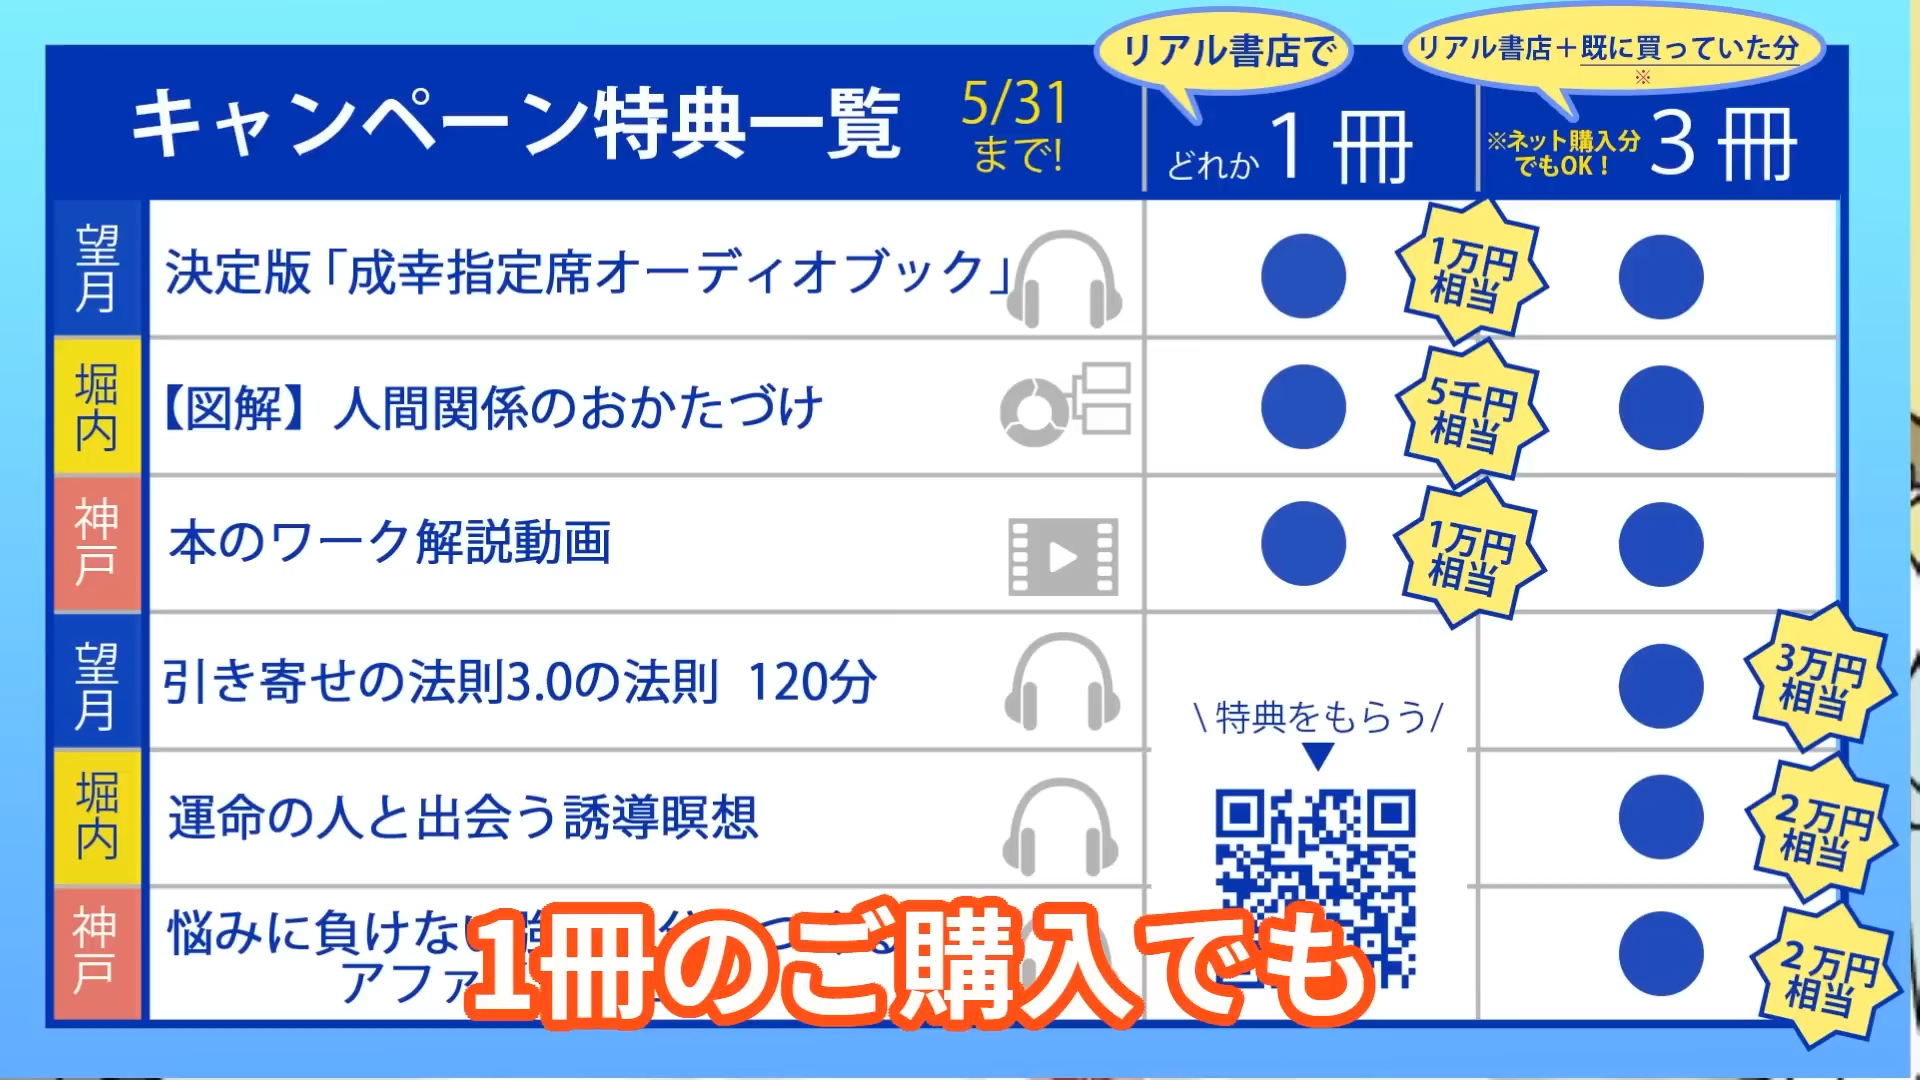 リアル書店で
リアル書店+既に買っていた分
※
キャンペーン特典一覧
5/31
まで!
どれか1冊
※ネット購入分
でもOK!
3冊
望月
決定版「成幸指定席オーディオブック」
1万円
相当
堀内
【図解】人間関係のおかたづけ
5千円
相当
神戸
本のワーク解説動画
1万円
相当
望月
引き寄せの法則3.0の法則 120分
3万円
相当
\ 特典をもらう/
堀内
運命の人と出会う誘導瞑想
2万円
相当
神戸
悩みに負けない
アファ
2万円
相当
1冊のご購入でも